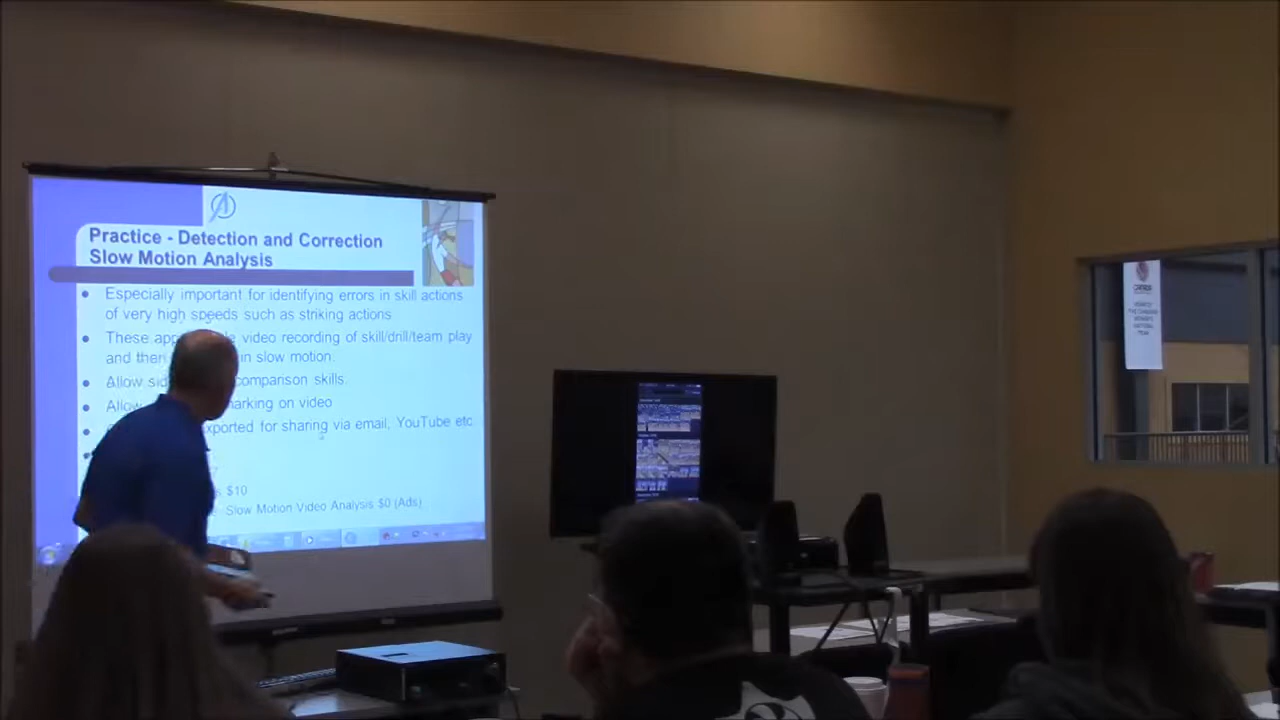 Practice - Detection and Correction
Slow Motion Analysis
Especially important for identifying errors in skill actions
of very high speeds such as striking actions
These video recording of skill/drill/team play
and then in slow motion.
Allow comparison skills.
Allow marking on video
for sharing via email, YouTube etc
$10
Slow Motion Video Analysis $0 (Ads)
CANADA